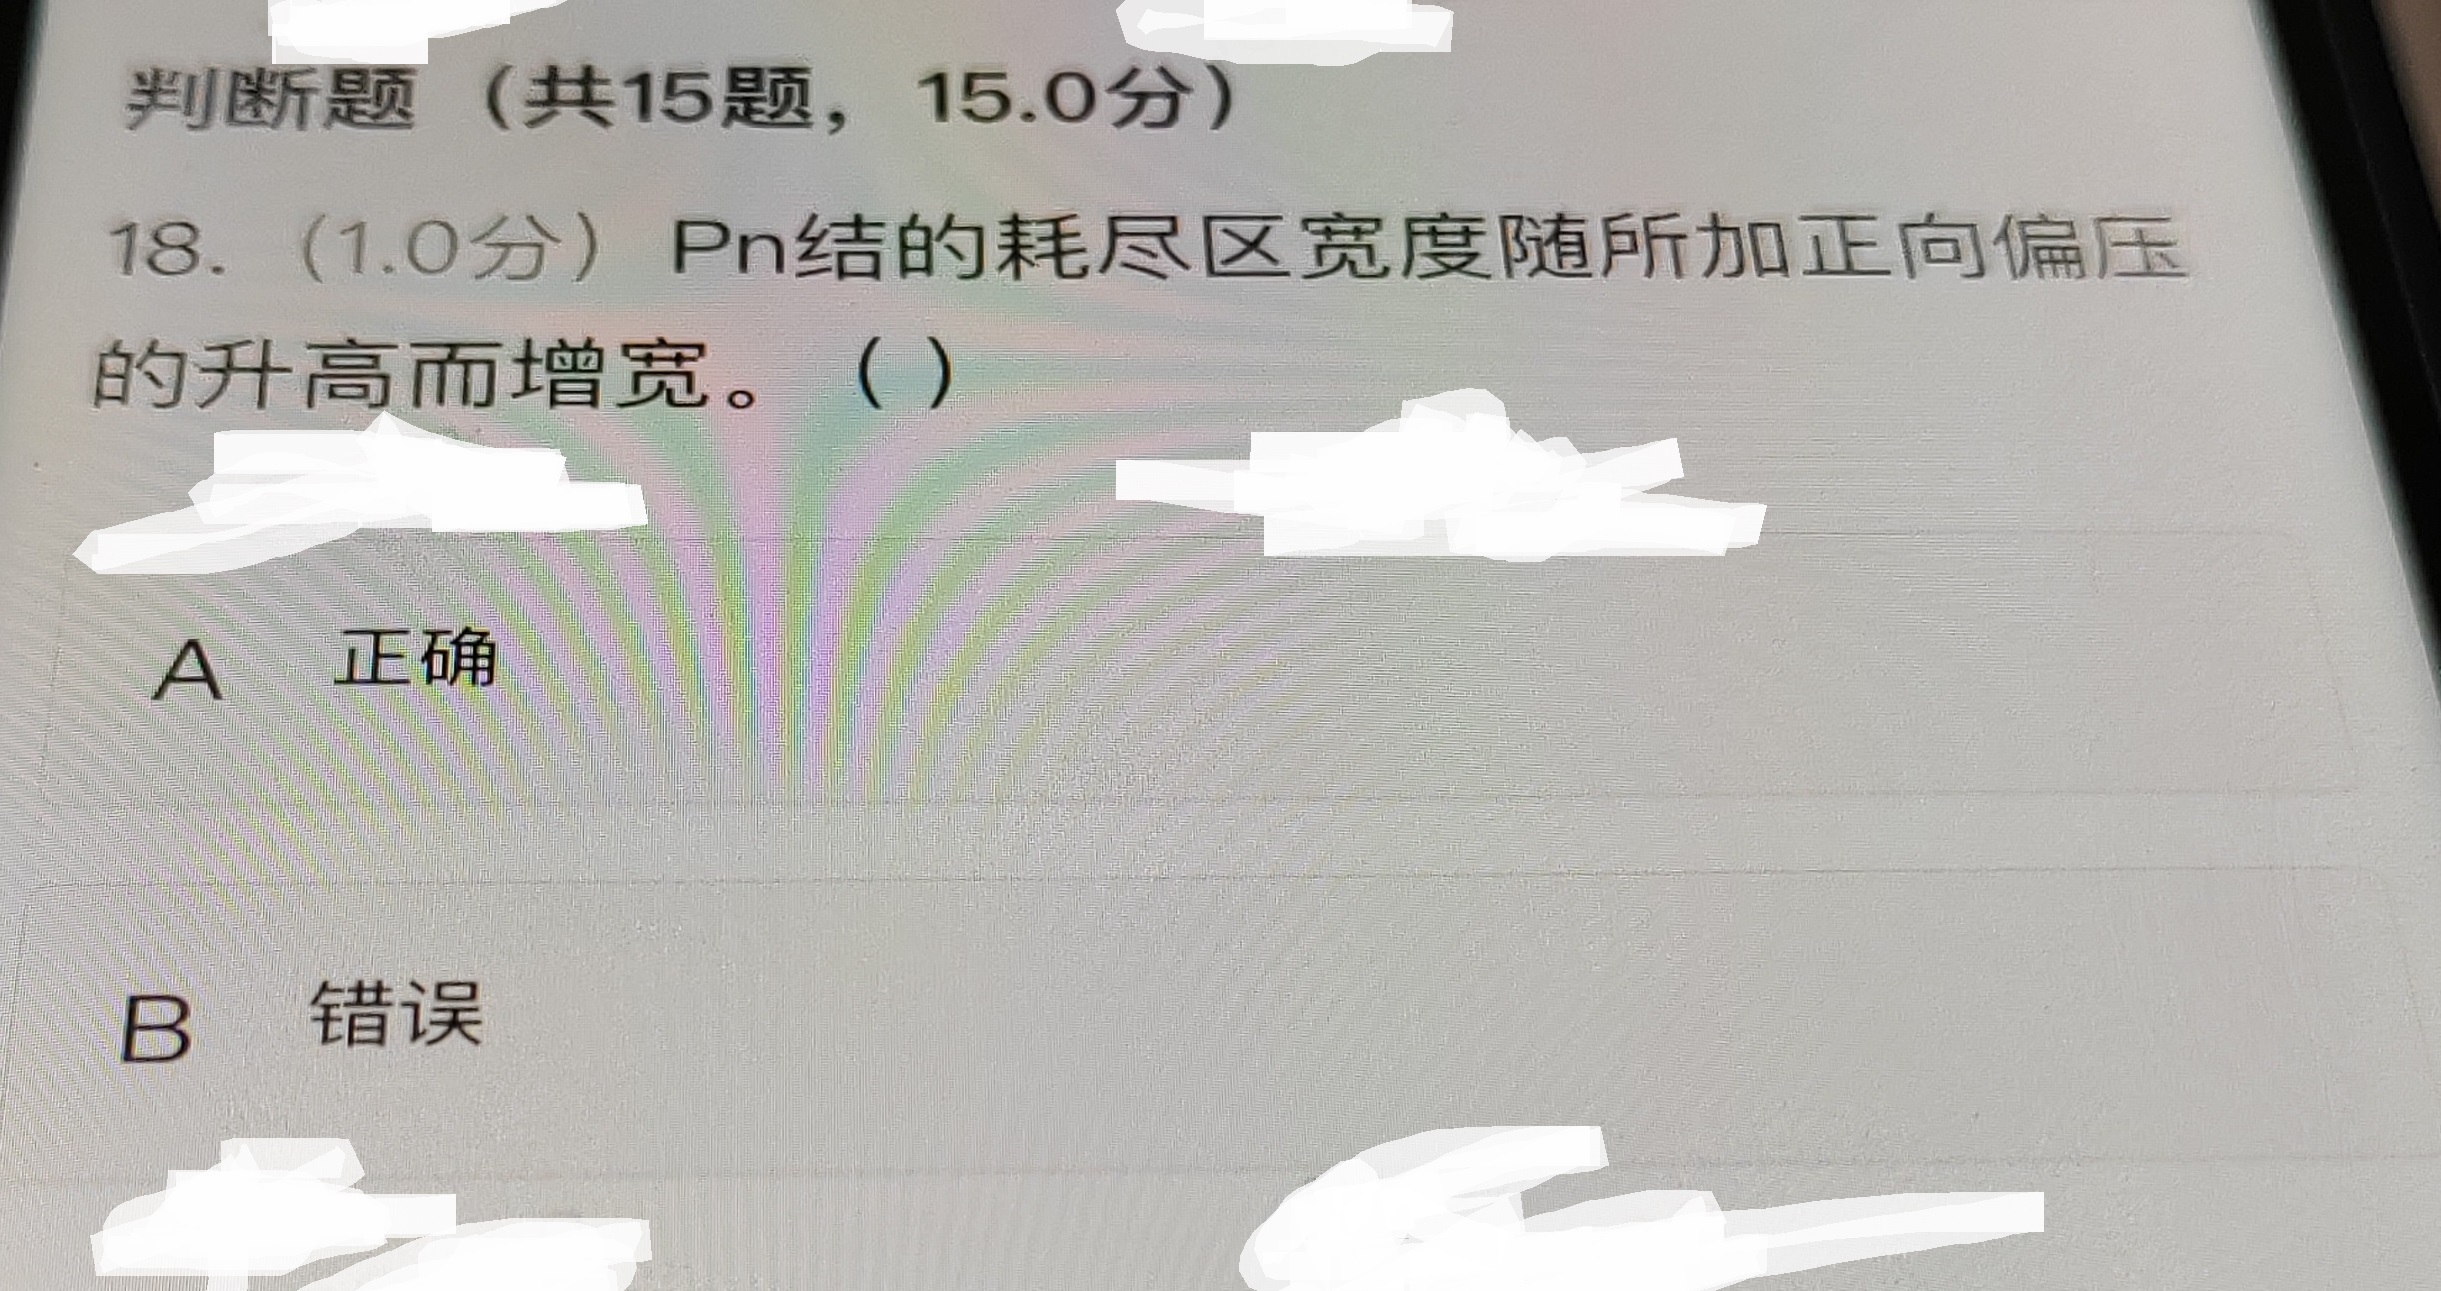 判断题（共15题，15.0分）
18.（1.0分）Pn结的耗尽区宽度随所加正向偏压
的升高而增宽。（ ）
A 正确
B 错误